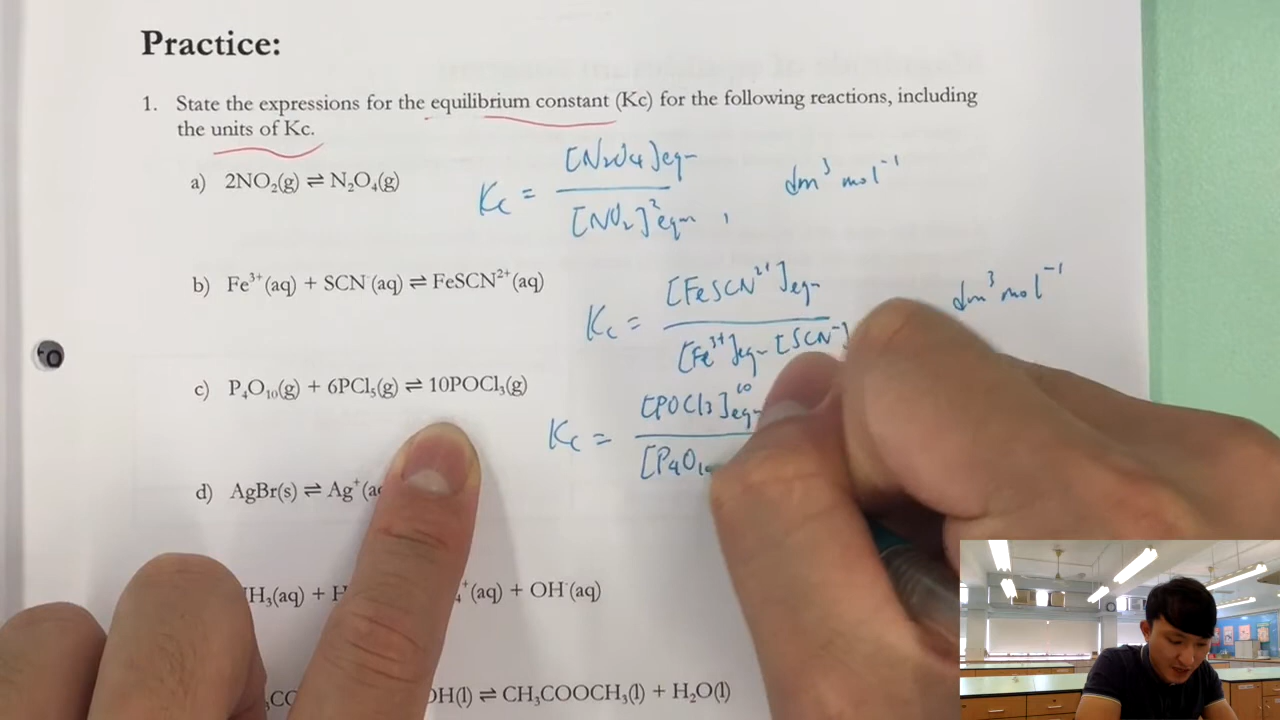 Practice:
1. State the expressions for the equilibrium constant (Kc) for the following reactions, including
the units of Kc.
a) 2NO₂(g) ⇌ N₂O₄(g)
Kc = [N₂O₄]eqm / [NO₂]²eqm , dm³ mol⁻¹
b) Fe³⁺(aq) + SCN⁻(aq) ⇌ FeSCN²⁺(aq)
Kc = [FeSCN²⁺]eqm / [Fe³⁺]eqm [SCN⁻] dm³ mol⁻¹
c) P₄O₁₀(g) + 6PCl₅(g) ⇌ 10POCl₃(g)
Kc = [POCl₃]¹⁰eqm / [P₄O₁₀
d) AgBr(s) ⇌ Ag⁺(a
H₃(aq) + H ⁺(aq) + OH⁻(aq)
OH(l) ⇌ CH₃COOCH₃(l) + H₂O(l)